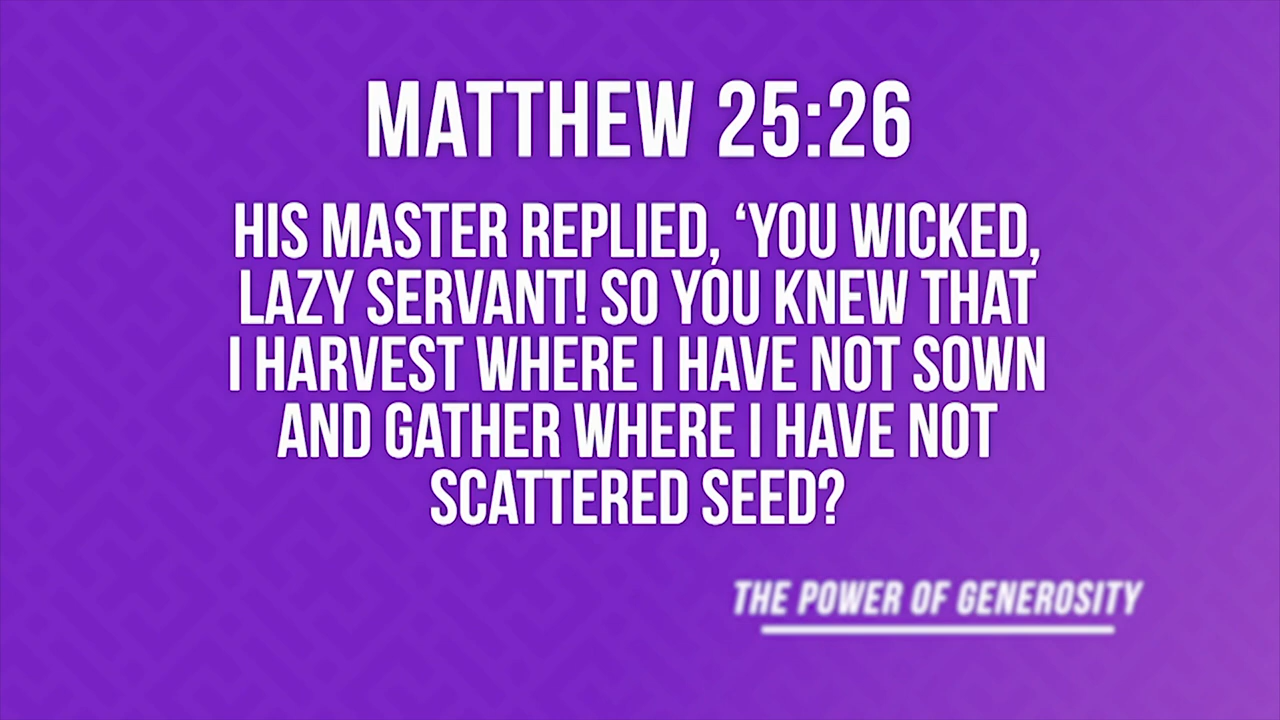 MATTHEW 25:26
HIS MASTER REPLIED, ‘YOU WICKED,
LAZY SERVANT! SO YOU KNEW THAT
I HARVEST WHERE I HAVE NOT SOWN
AND GATHER WHERE I HAVE NOT
SCATTERED SEED?
THE POWER OF GENEROSITY